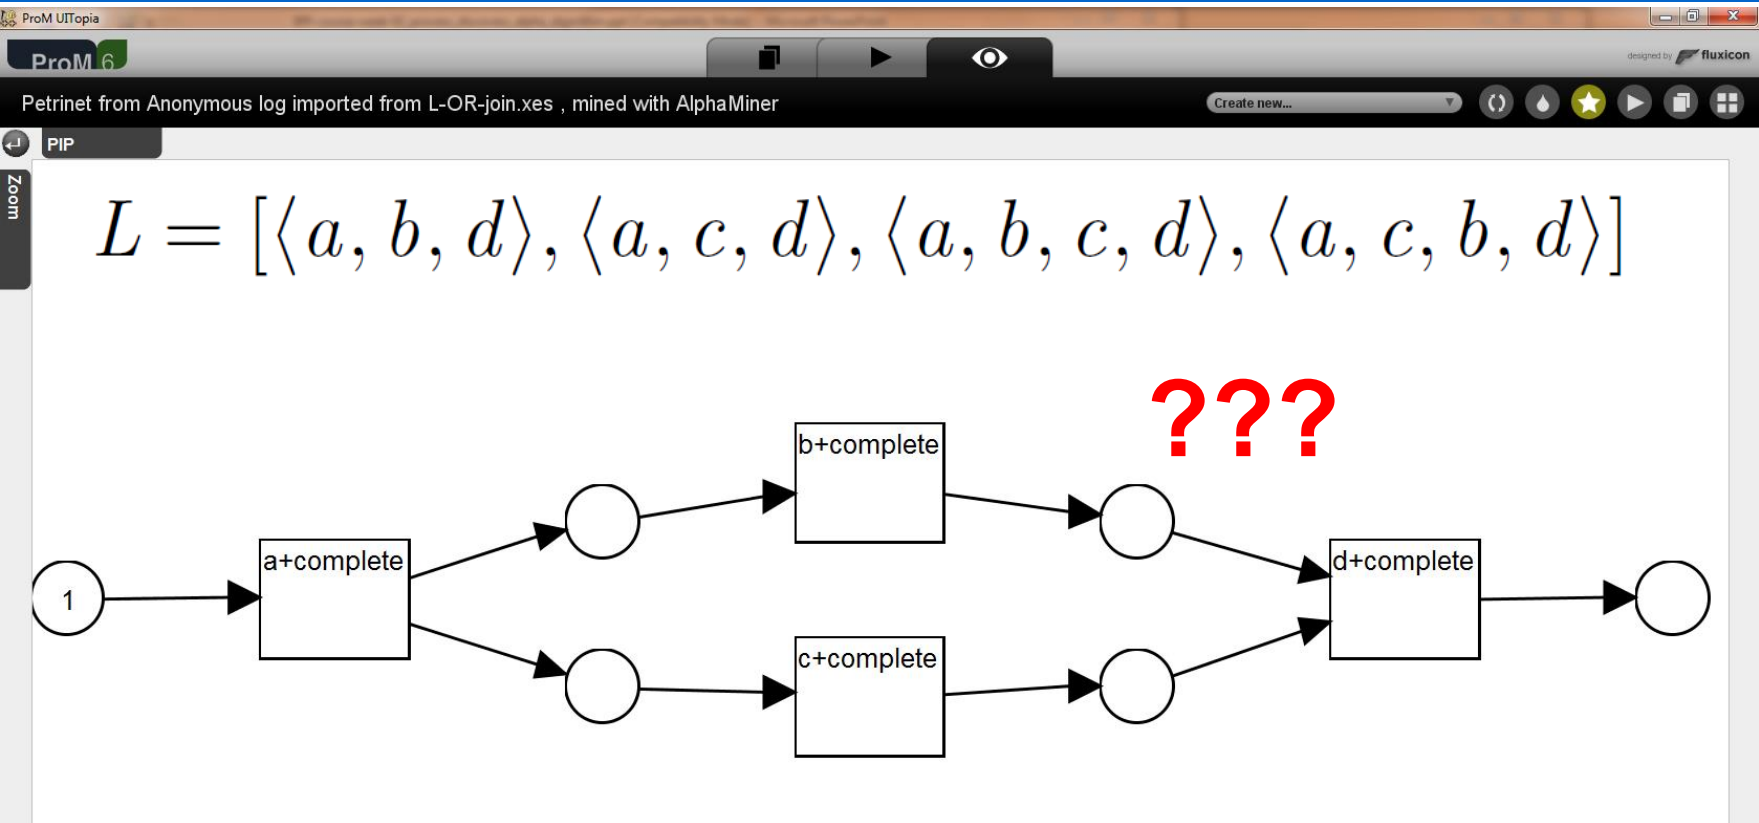 ProM UITopia
ProM 6
designed by fluxicon
Petrinet from Anonymous log imported from L-OR-join.xes , mined with AlphaMiner
Create new...
PIP
Zoom
L = [⟨a, b, d⟩, ⟨a, c, d⟩, ⟨a, b, c, d⟩, ⟨a, c, b, d⟩]
???
b+complete
a+complete
d+complete
1
c+complete